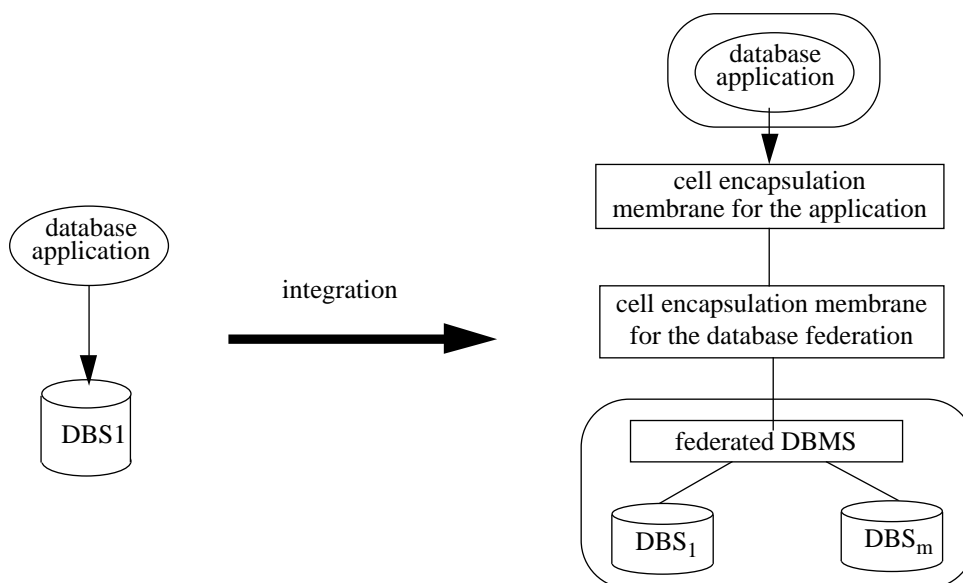 database
application
DBS1
integration
database
application
cell encapsulation
membrane for the application
cell encapsulation membrane
for the database federation
federated DBMS
DBS₁
DBSₘ